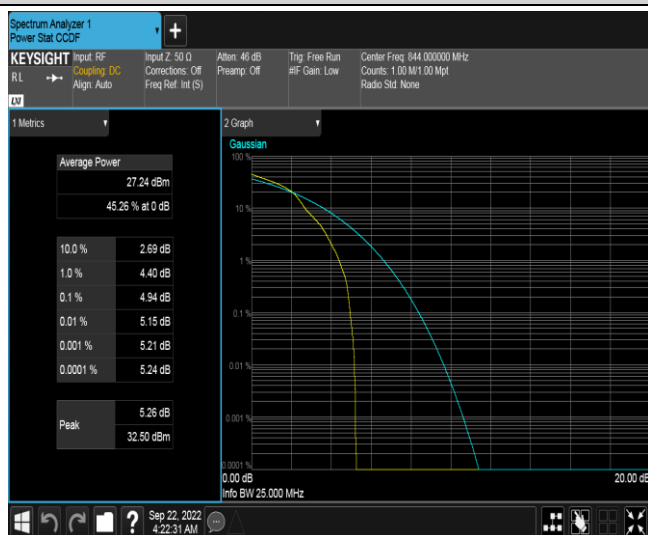 Spectrum Analyzer 1
Power Stat CCDF
+
KEYSIGHT
RL
LXI
Input: RF
Coupling: DC
Align: Auto
Input Z: 50 Ω
Corrections: Off
Freq Ref: Int (S)
Atten: 46 dB
Preamp: Off
Trig: Free Run
#IF Gain: Low
Center Freq: 844.000000 MHz
Counts: 1.00 M/1.00 Mpt
Radio Std: None
1 Metrics
Average Power
27.24 dBm
45.26 % at 0 dB
10.0 % 2.69 dB
1.0 % 4.40 dB
0.1 % 4.94 dB
0.01 % 5.15 dB
0.001 % 5.21 dB
0.0001 % 5.24 dB
Peak
5.26 dB
32.50 dBm
2 Graph
Gaussian
100 %
10 %
1 %
0.1 %
0.01 %
0.001 %
0.0001 %
0.00 dB 20.00 dB
Info BW 25.000 MHz
?
Sep 22, 2022
4:22:31 AM